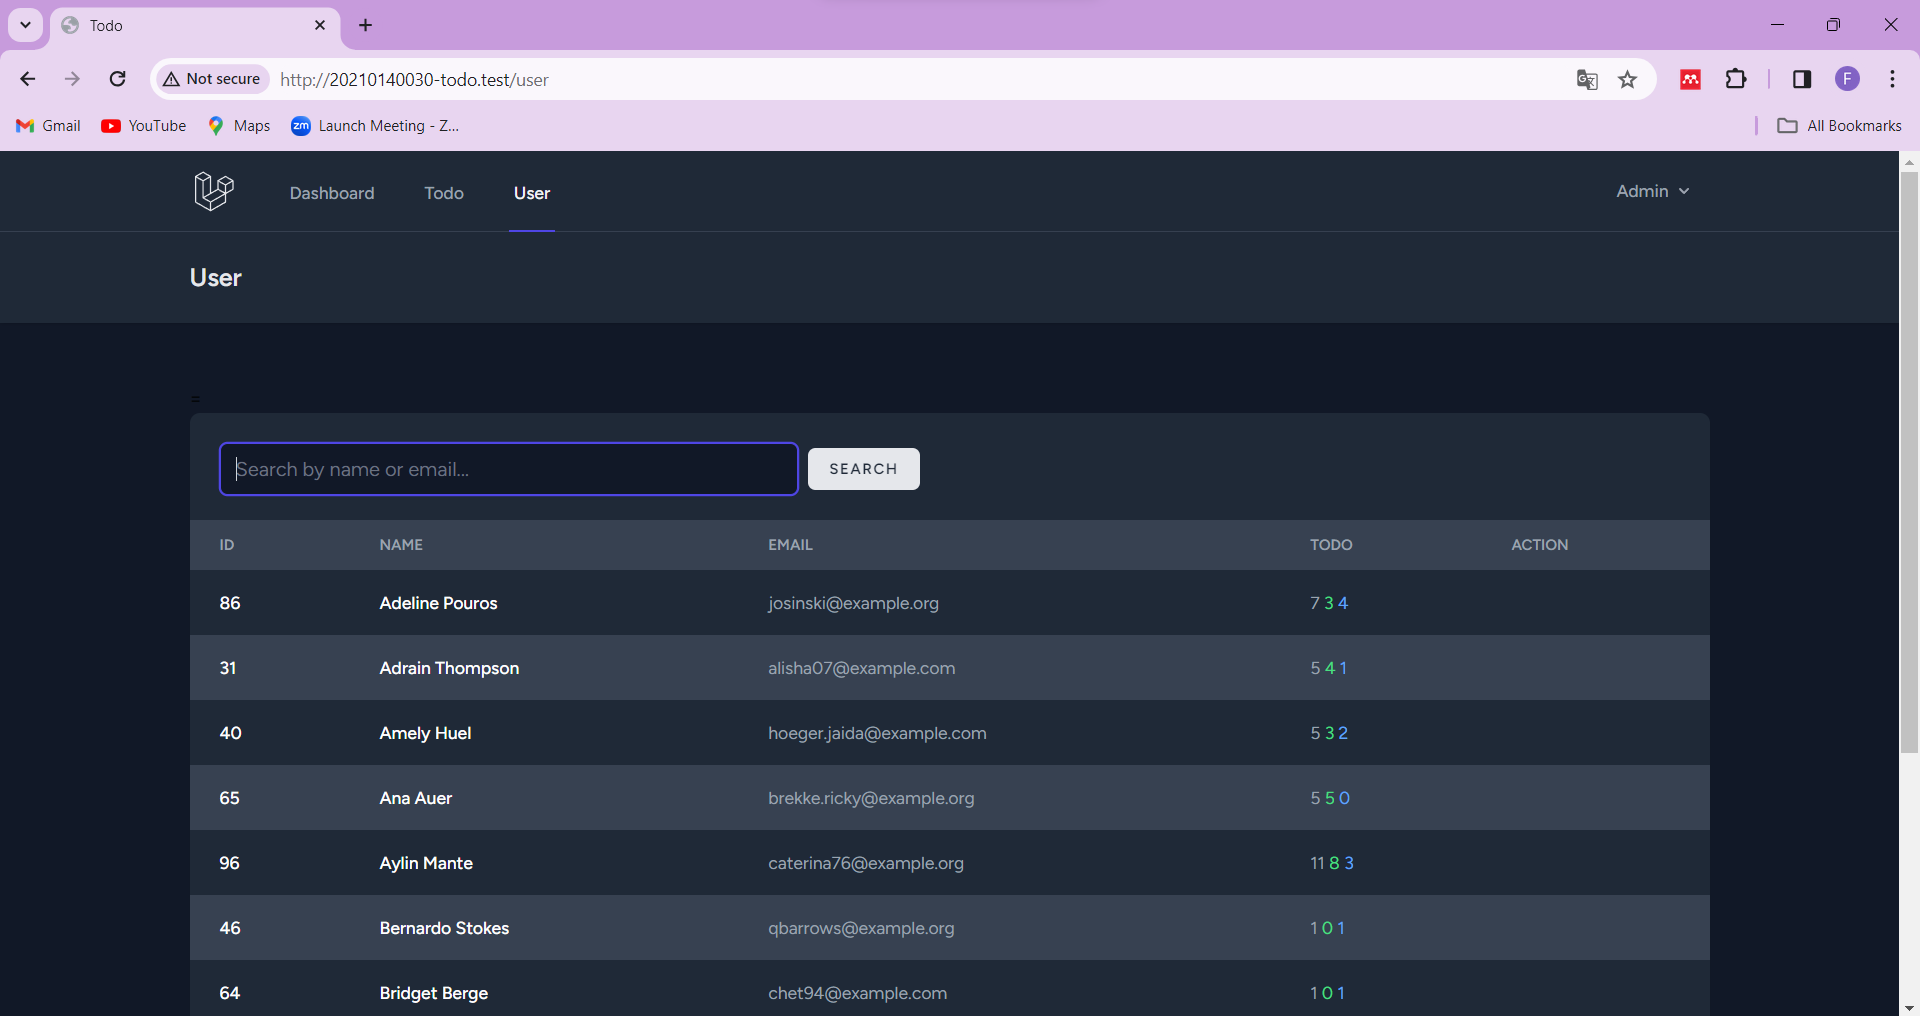 Todo
Not secure http://20210140030-todo.test/user F
Gmail YouTube Maps zm Launch Meeting - Z... All Bookmarks
Dashboard Todo User Admin
User
=
Search by name or email... SEARCH
ID NAME EMAIL TODO ACTION
86 Adeline Pouros josinski@example.org 7 3 4
31 Adrain Thompson alisha07@example.com 5 4 1
40 Amely Huel hoeger.jaida@example.com 5 3 2
65 Ana Auer brekke.ricky@example.org 5 5 0
96 Aylin Mante caterina76@example.org 11 8 3
46 Bernardo Stokes qbarrows@example.org 1 0 1
64 Bridget Berge chet94@example.com 1 0 1